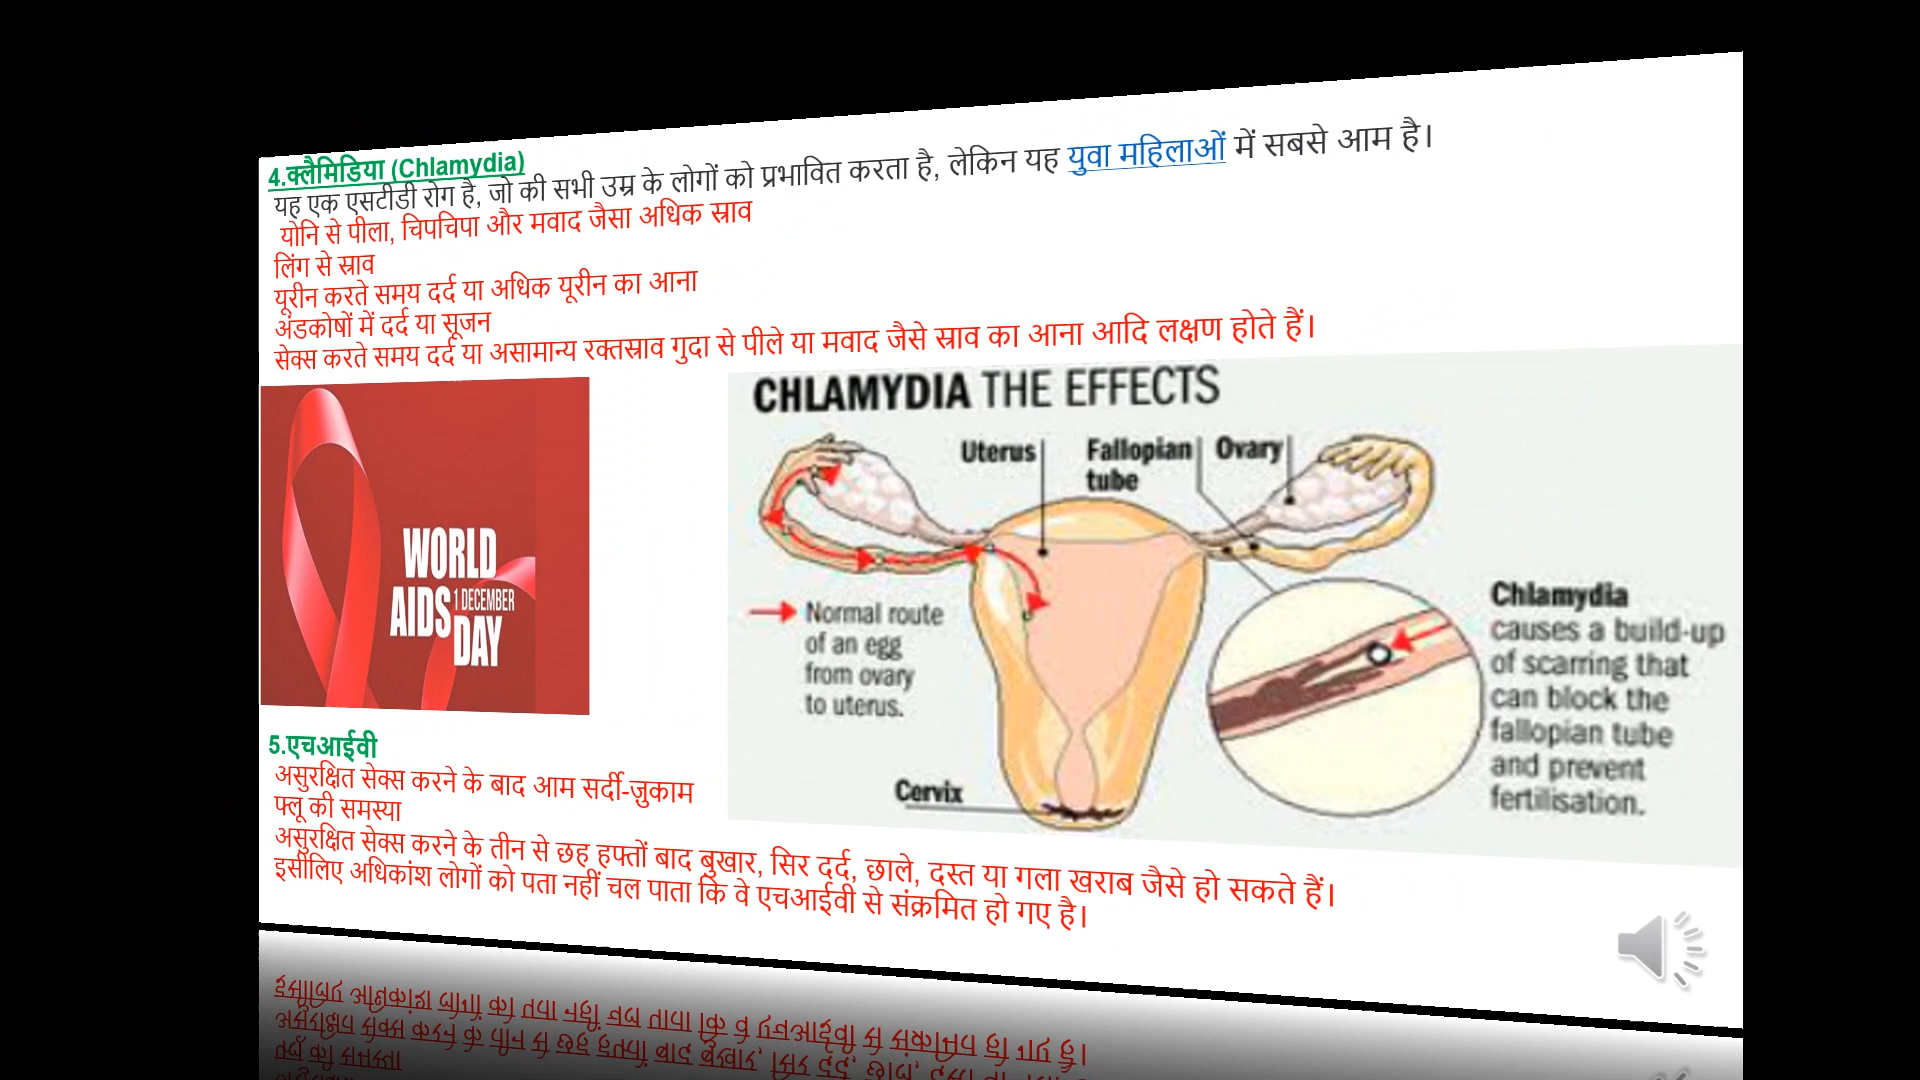 4.क्लैमिडिया (Chlamydia)
यह एक एसटीडी रोग है, जो की सभी उम्र के लोगों को प्रभावित करता है, लेकिन यह युवा महिलाओं में सबसे आम है।
योनि से पीला, चिपचिपा और मवाद जैसा अधिक स्राव
लिंग से स्राव
यूरीन करते समय दर्द या अधिक यूरीन का आना
अंडकोषों में दर्द या सूजन
सेक्स करते समय दर्द या असामान्य रक्तस्राव गुदा से पीले या मवाद जैसे स्राव का आना आदि लक्षण होते हैं।
WORLD
AIDS 1 DECEMBER
DAY
CHLAMYDIA THE EFFECTS
Uterus
Fallopian
tube
Ovary
Normal route
of an egg
from ovary
to uterus.
Cervix
Chlamydia
causes a build-up
of scarring that
can block the
fallopian tube
and prevent
fertilisation.
5.एचआईवी
असुरक्षित सेक्स करने के बाद आम सर्दी-ज़ुकाम
फ्लू की समस्या
असुरक्षित सेक्स करने के तीन से छह हफ्तों बाद बुखार, सिर दर्द, छाले, दस्त या गला खराब जैसे हो सकते हैं।
इसीलिए अधिकांश लोगों को पता नहीं चल पाता कि वे एचआईवी से संक्रमित हो गए है।